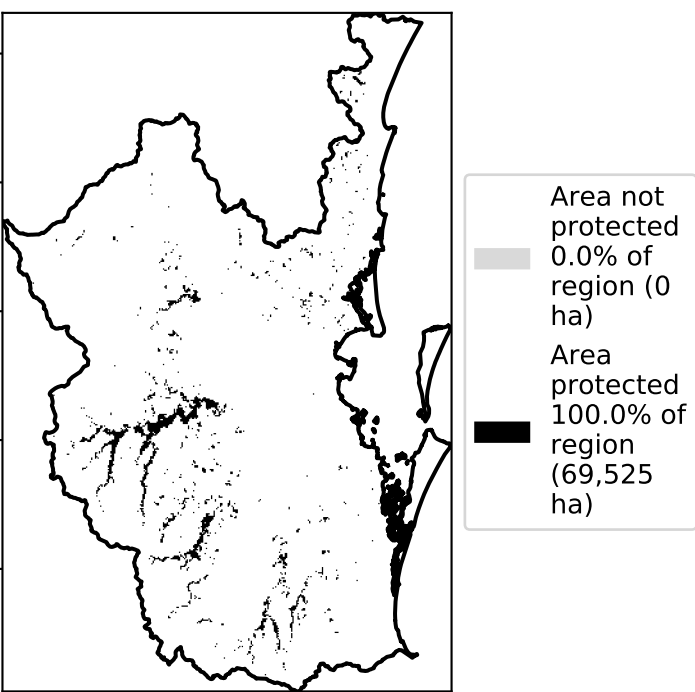 Area not
protected
0.0% of
region (0
ha)
Area
protected
100.0% of
region
(69,525
ha)